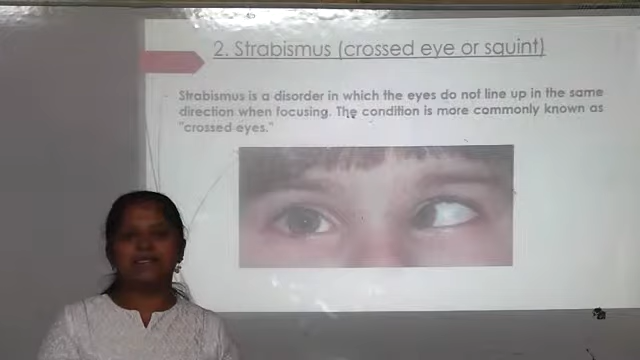 2. Strabismus (crossed eye or squint)
Strabismus is a disorder in which the eyes do not line up in the same
direction when focusing. The condition is more commonly known as
"crossed eyes."